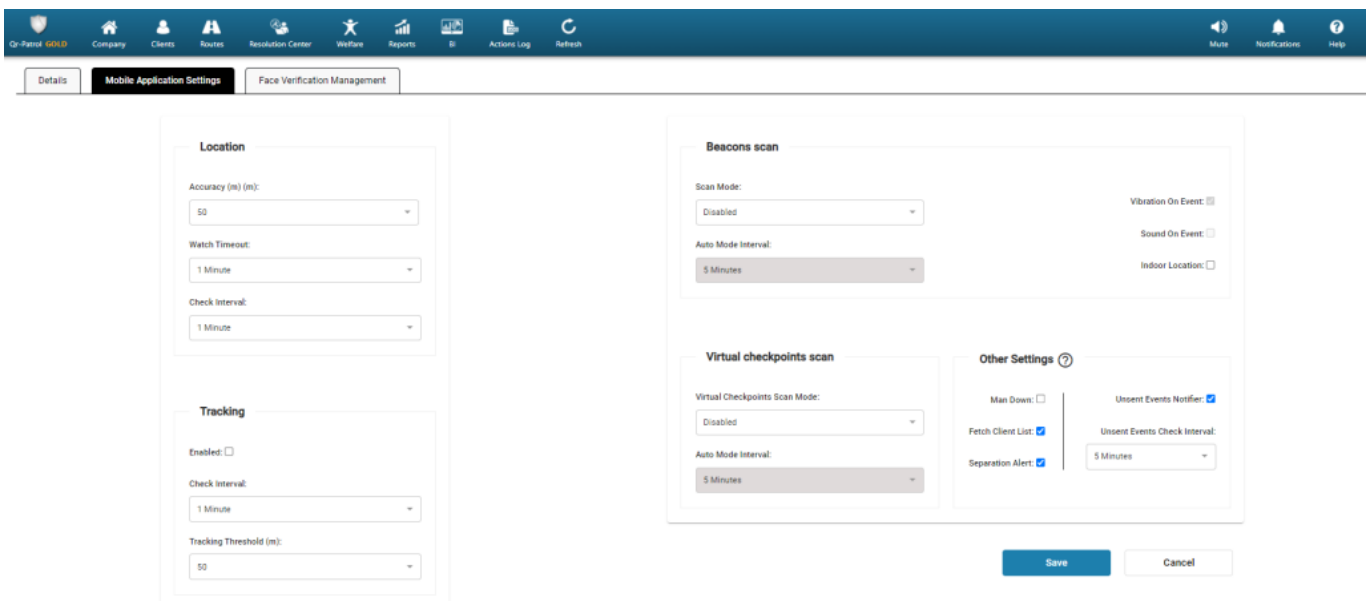 Qr-Patrol GOLD Company Clients Routes Resolution Center Welfare Reports BI Actions Log Refresh Mute Notifications Help
Details Mobile Application Settings Face Verification Management
Location
Accuracy (m) (m):
50
Watch Timeout:
1 Minute
Check Interval:
1 Minute
Tracking
Enabled:
Check Interval:
1 Minute
Tracking Threshold (m):
50
Beacons scan
Scan Mode:
Disabled
Auto Mode Interval:
5 Minutes
Vibration On Event:
Sound On Event:
Indoor Location:
Virtual checkpoints scan
Virtual Checkpoints Scan Mode:
Disabled
Auto Mode Interval:
5 Minutes
Other Settings ?
Man Down:
Fetch Client List:
Separation Alert:
Unsent Events Notifier:
Unsent Events Check Interval:
5 Minutes
Save Cancel